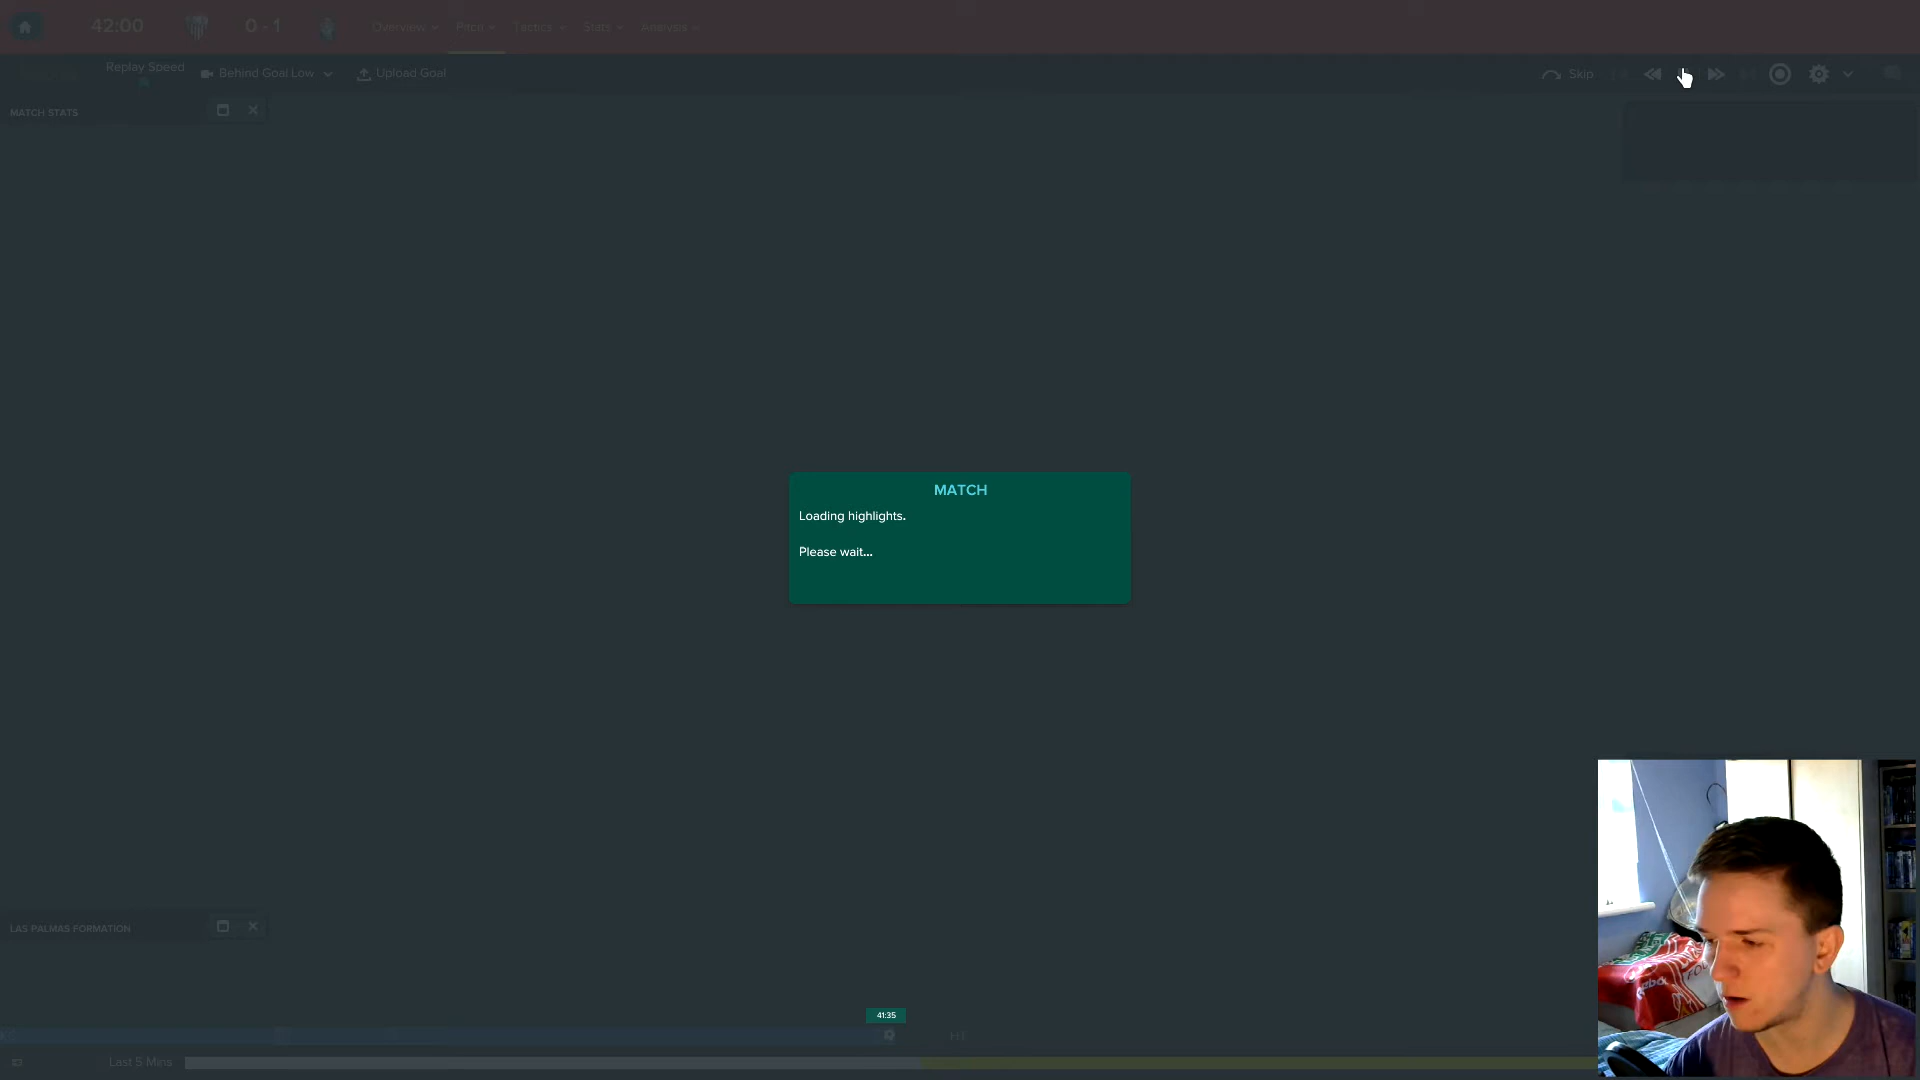 42:00
0 - 1
Overview
Pitch
Tactics
Stats
Analysis
Replay Speed
Behind Goal Low
Upload Goal
Skip
MATCH STATS
MATCH
Loading highlights.
Please wait...
LAS PALMAS FORMATION
41:35
HT
Last 5 Mins